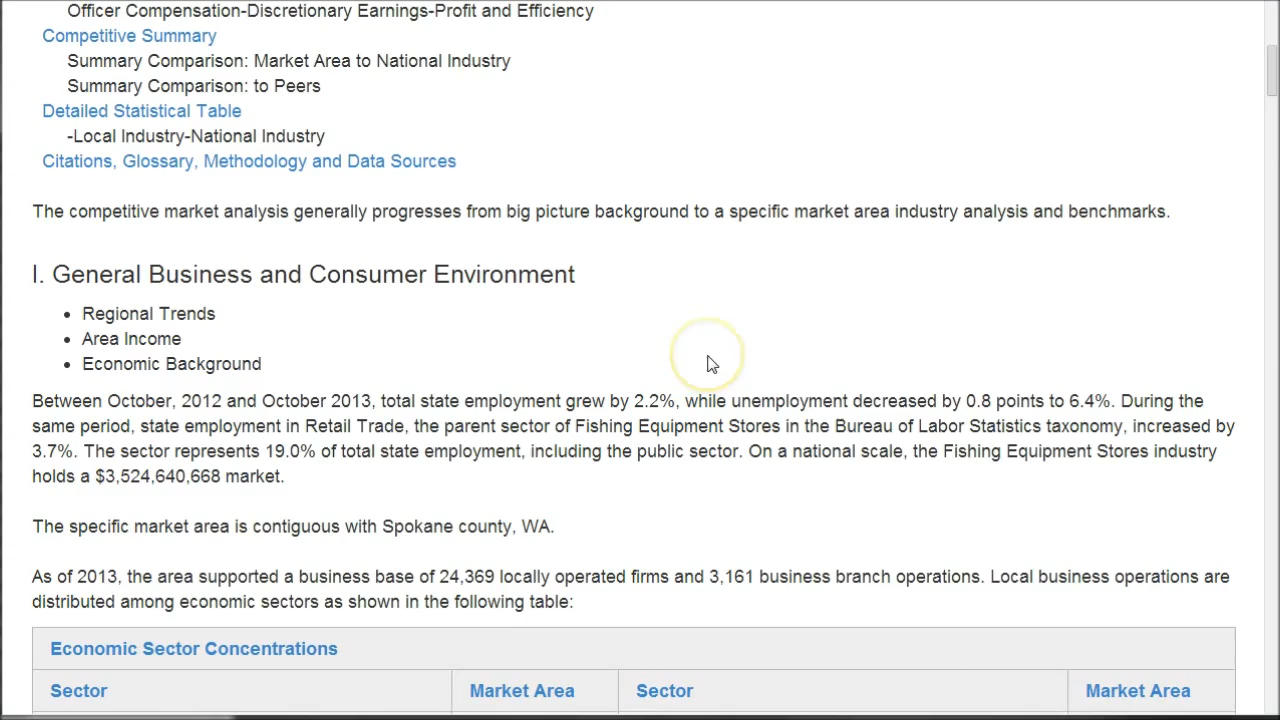 Officer Compensation-Discretionary Earnings-Profit and Efficiency
Competitive Summary
Summary Comparison: Market Area to National Industry
Summary Comparison: to Peers
Detailed Statistical Table
-Local Industry-National Industry
Citations, Glossary, Methodology and Data Sources
The competitive market analysis generally progresses from big picture background to a specific market area industry analysis and benchmarks.
I. General Business and Consumer Environment
• Regional Trends
• Area Income
• Economic Background
Between October, 2012 and October 2013, total state employment grew by 2.2%, while unemployment decreased by 0.8 points to 6.4%. During the
same period, state employment in Retail Trade, the parent sector of Fishing Equipment Stores in the Bureau of Labor Statistics taxonomy, increased by
3.7%. The sector represents 19.0% of total state employment, including the public sector. On a national scale, the Fishing Equipment Stores industry
holds a $3,524,640,668 market.
The specific market area is contiguous with Spokane county, WA.
As of 2013, the area supported a business base of 24,369 locally operated firms and 3,161 business branch operations. Local business operations are
distributed among economic sectors as shown in the following table:
Economic Sector Concentrations
Sector Market Area Sector Market Area